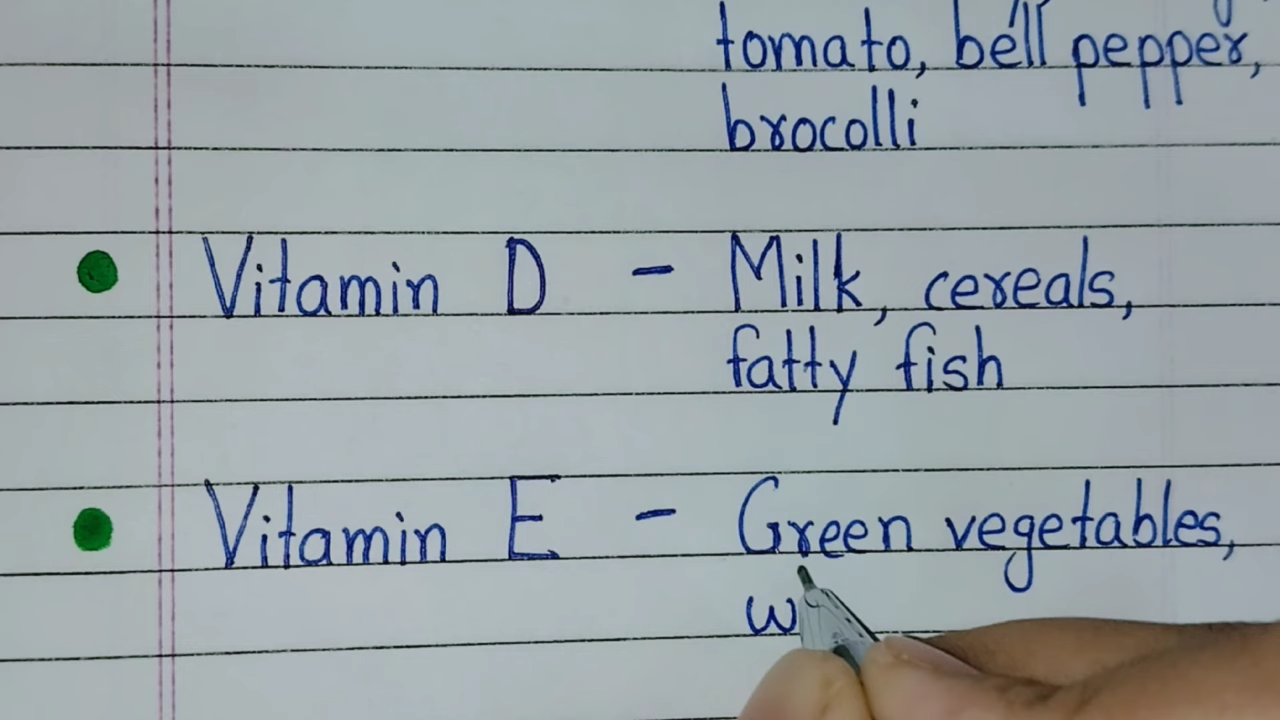 tomato, bell pepper,
brocolli
Vitamin D - Milk, cereals,
fatty fish
Vitamin E - Green vegetables,
w